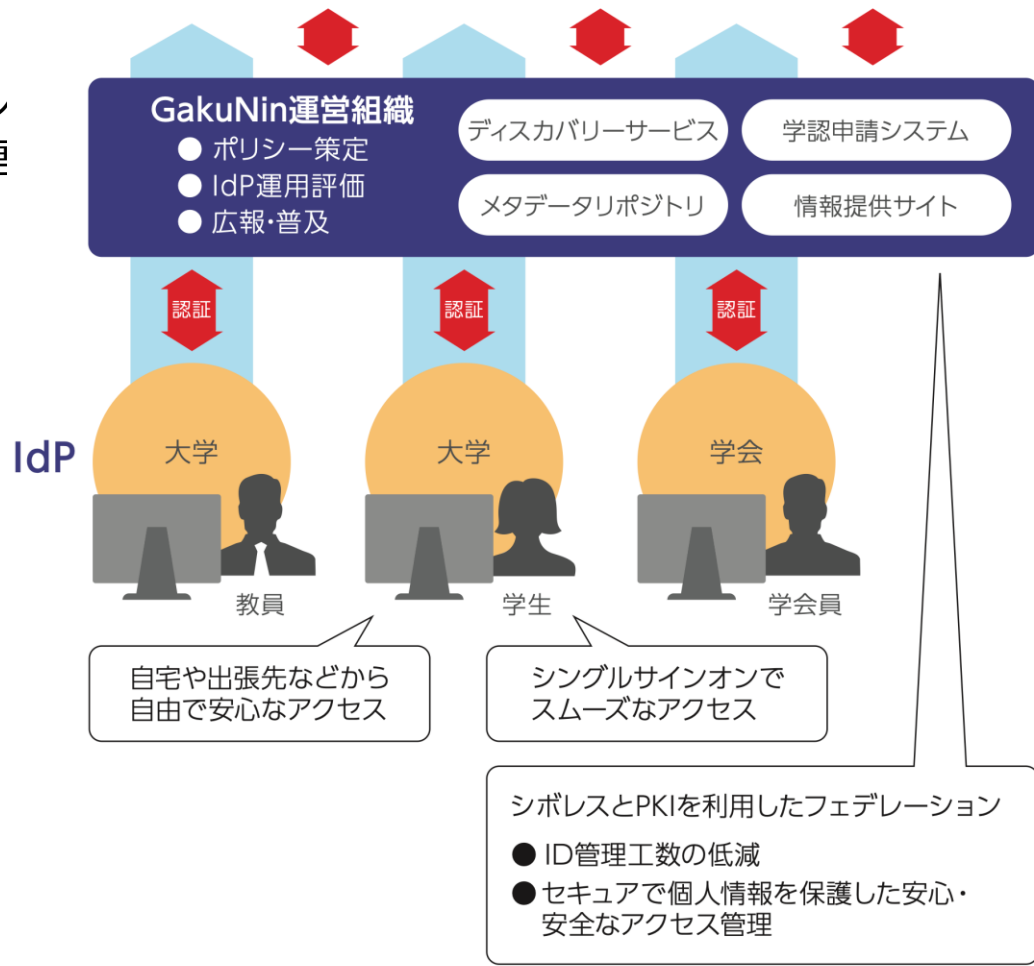 GakuNin運営組織
● ポリシー策定
● IdP運用評価
● 広報・普及
ディスカバリーサービス
学認申請システム
メタデータリポジトリ
情報提供サイト
認証
認証
認証
IdP
大学
大学
学会
教員
学生
学会員
自宅や出張先などから
自由で安心なアクセス
シングルサインオンで
スムーズなアクセス
シボレスとPKIを利用したフェデレーション
● ID管理工数の低減
● セキュアで個人情報を保護した安心・
安全なアクセス管理